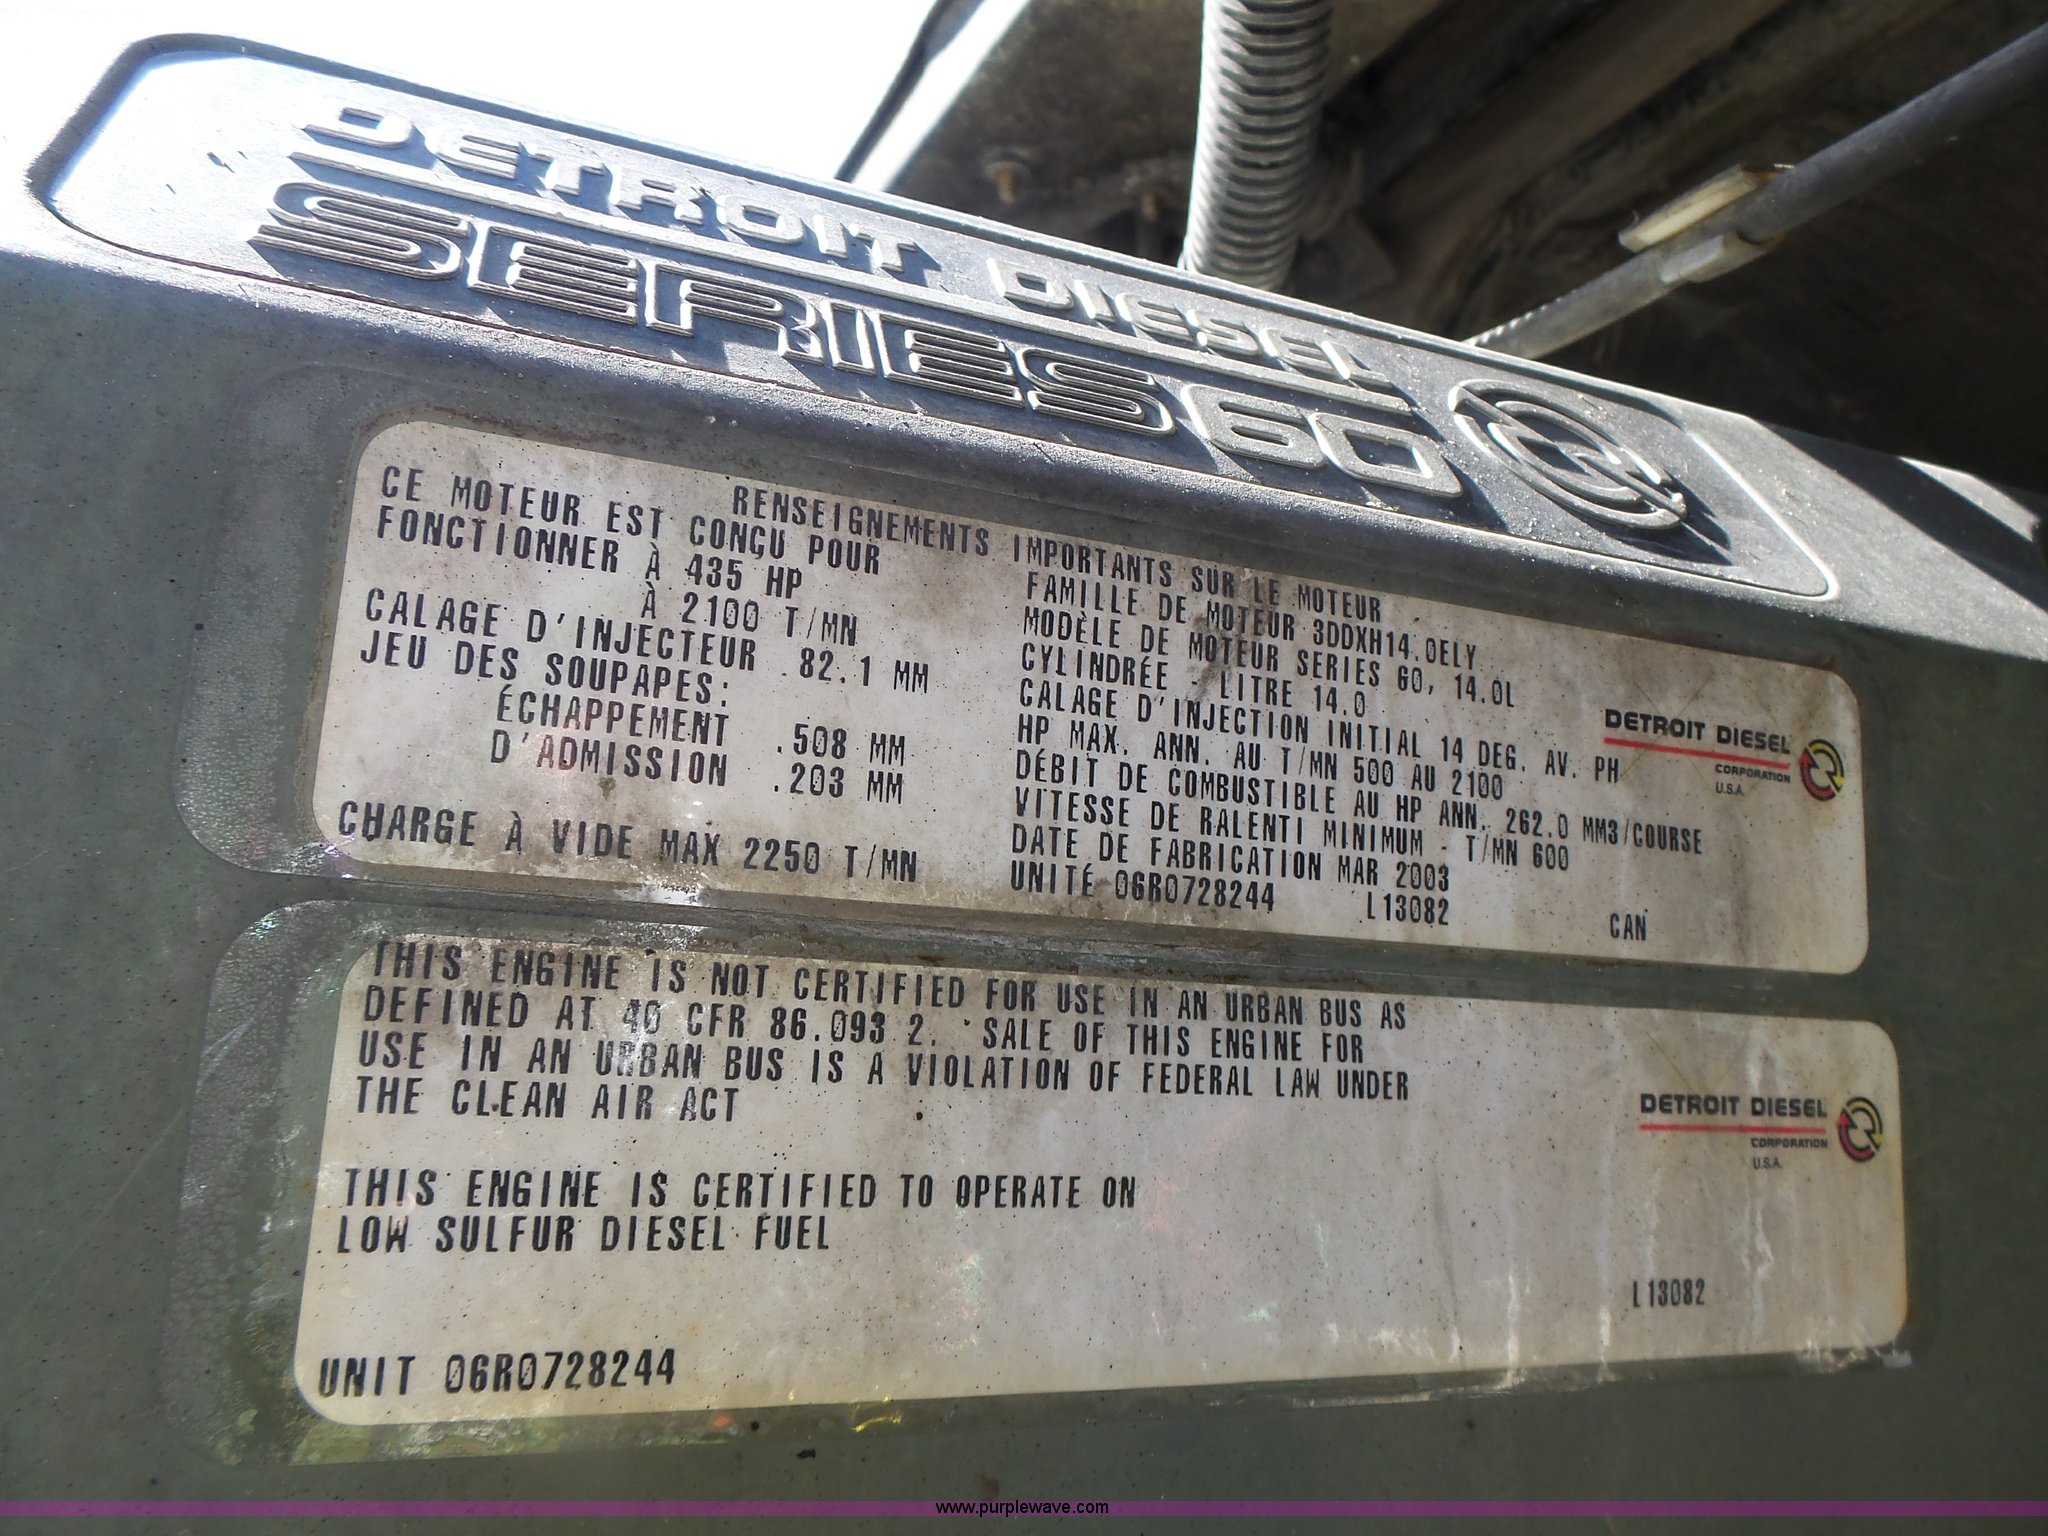 DETROIT DIESEL
SERIES 60
RENSEIGNEMENTS IMPORTANTS SUR LE MOTEUR
CE MOTEUR EST CONÇU POUR
FONCTIONNER À 435 HP
À 2100 T/MN
CALAGE D'INJECTEUR 82.1 MM
JEU DES SOUPAPES:
ÉCHAPPEMENT .508 MM
D'ADMISSION .203 MM
CHARGE À VIDE MAX 2250 T/MN
FAMILLE DE MOTEUR 3DDXH14.0ELY
MODÈLE DE MOTEUR SERIES 60, 14.0L
CYLINDRÉE - LITRE 14.0
CALAGE D'INJECTION INITIAL 14 DEG. AV. PH
HP MAX. ANN. AU T/MN 500 AU 2100
DÉBIT DE COMBUSTIBLE AU HP ANN. 262.0 MM3/COURSE
VITESSE DE RALENTI MINIMUM - T/MN 600
DATE DE FABRICATION MAR 2003
UNITÉ 06R0728244 L13082 CAN
DETROIT DIESEL
CORPORATION
U.S.A.
THIS ENGINE IS NOT CERTIFIED FOR USE IN AN URBAN BUS AS
DEFINED AT 40 CFR 86.093 2. SALE OF THIS ENGINE FOR
USE IN AN URBAN BUS IS A VIOLATION OF FEDERAL LAW UNDER
THE CLEAN AIR ACT
DETROIT DIESEL
CORPORATION
U.S.A.
THIS ENGINE IS CERTIFIED TO OPERATE ON
LOW SULFUR DIESEL FUEL
L13082
UNIT 06R0728244
www.purplewave.com